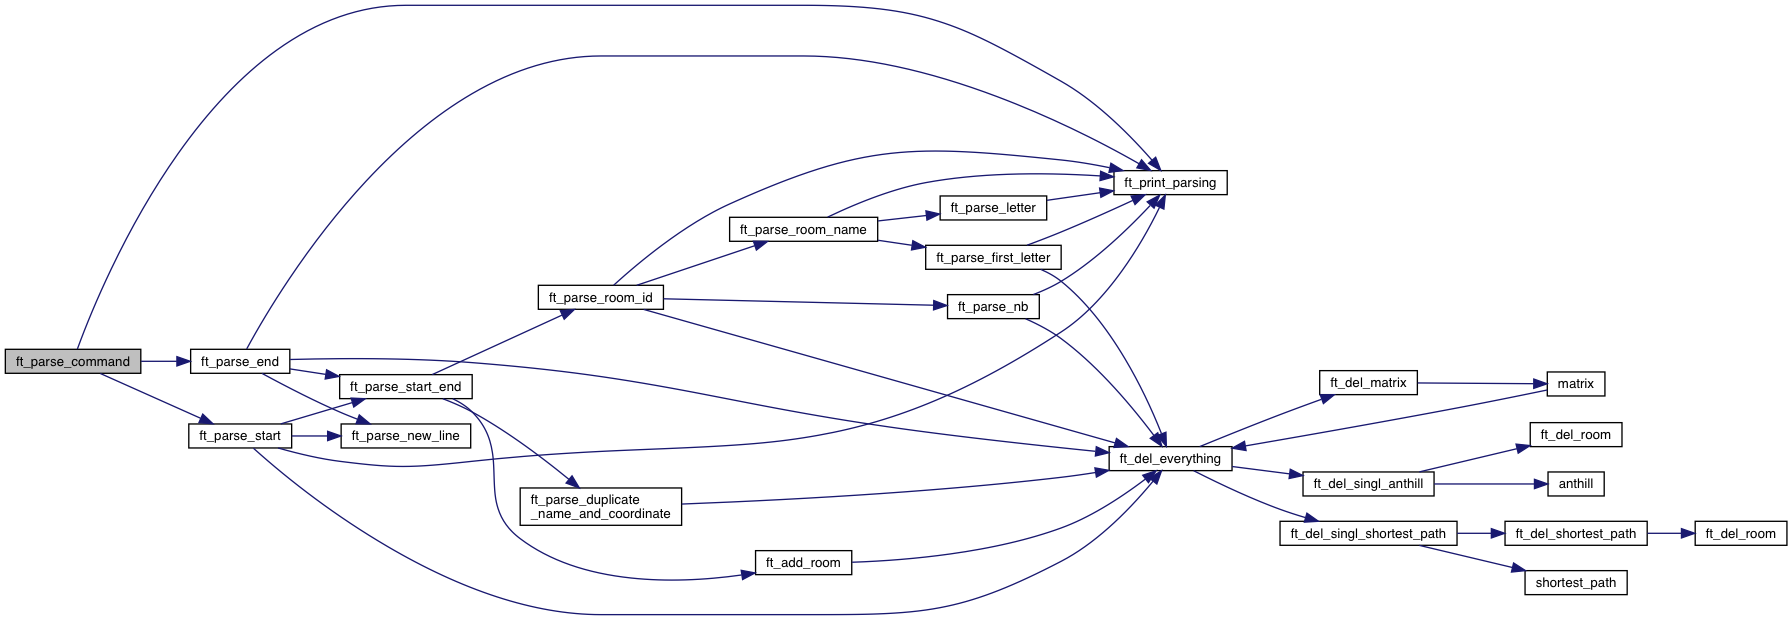 ft_parse_command
ft_parse_end
ft_parse_start
ft_parse_start_end
ft_parse_new_line
ft_parse_room_id
ft_parse_duplicate
_name_and_coordinate
ft_parse_room_name
ft_add_room
ft_parse_letter
ft_parse_first_letter
ft_parse_nb
ft_print_parsing
ft_del_everything
ft_del_matrix
ft_del_singl_anthill
ft_del_singl_shortest_path
matrix
ft_del_room
anthill
ft_del_shortest_path
shortest_path
ft_del_room